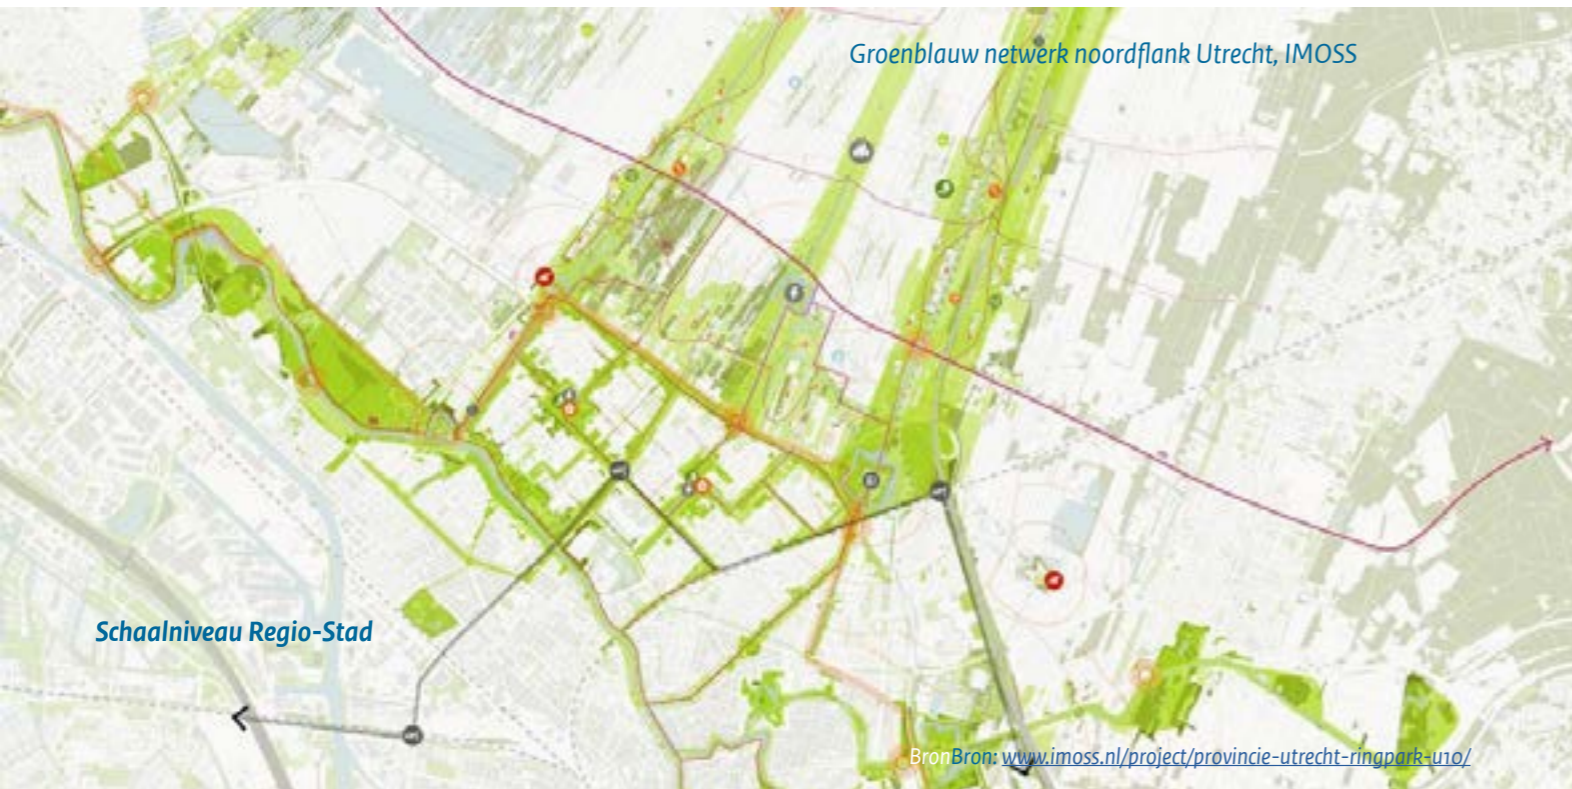 Groenblauw netwerk noordflank Utrecht, IMOSS
Schaalniveau Regio-Stad
BronBron: www.imoss.nl/project/provincie-utrecht-ringpark-u10/